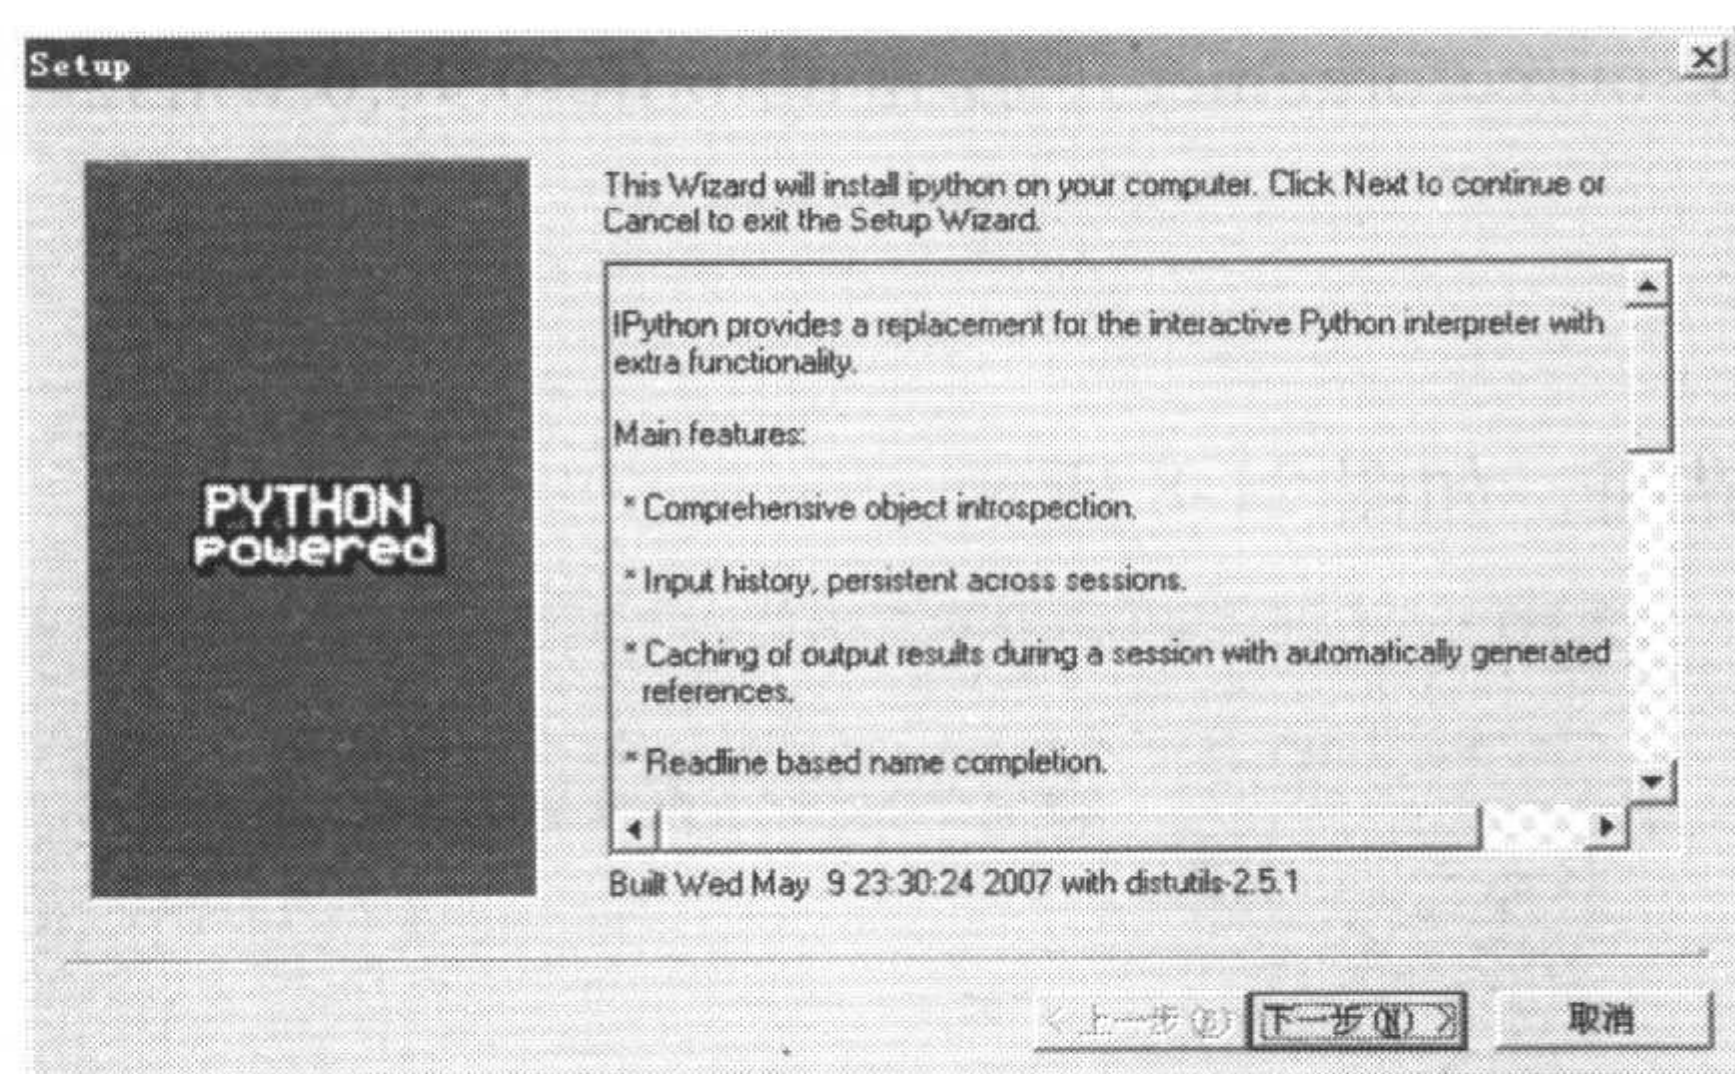 Setup
This Wizard will install ipython on your computer. Click Next to continue or
Cancel to exit the Setup Wizard.
IPython provides a replacement for the interactive Python interpreter with
extra functionality.
Main features:
* Comprehensive object introspection.
* Input history, persistent across sessions.
* Caching of output results during a session with automatically generated
references.
* Readline based name completion.
PYTHON
powered
Built Wed May  9 23:30:24 2007 with distutils-2.5.1
< 上一步(B) 下一步(N) > 取消